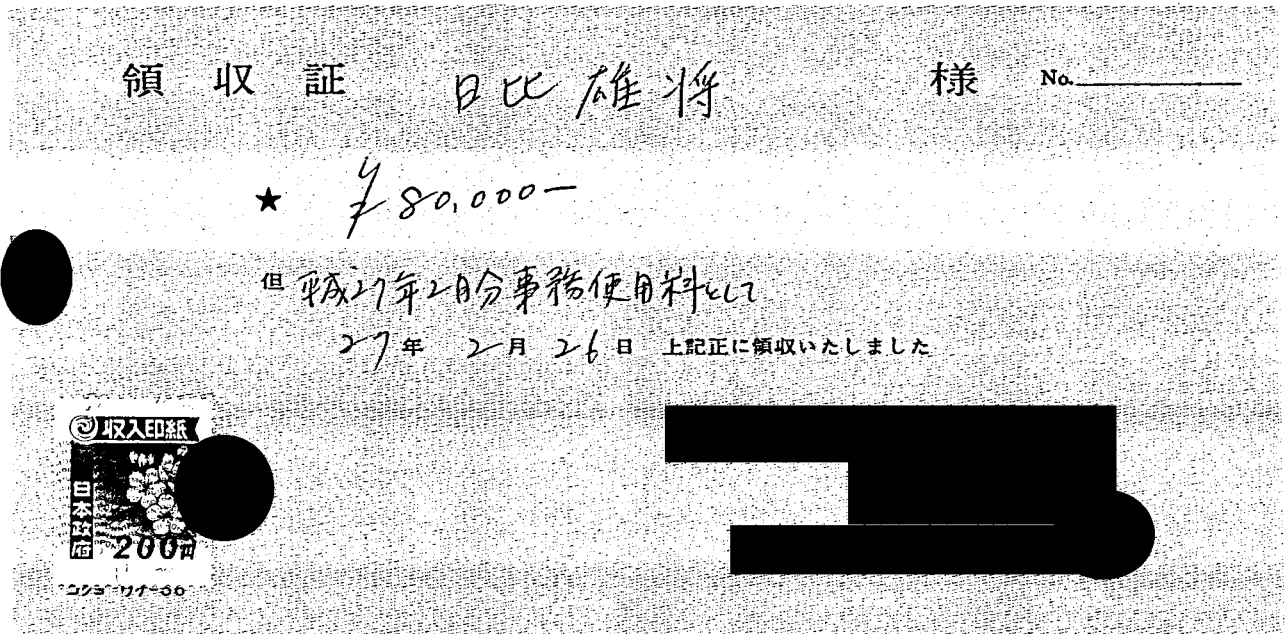 領収証 日比雄将 様 No.
★ ¥80,000-
但 平成27年2月分事務使用料として
27年 2月 26日 上記正に領収いたしました
収入印紙
日本政府
200円